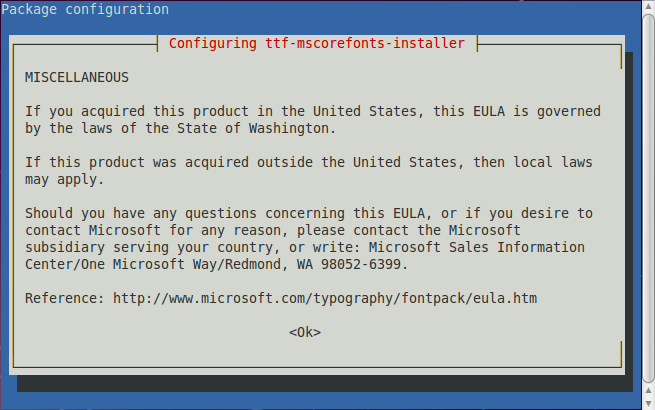 Package configuration
Configuring ttf-mscorefonts-installer
MISCELLANEOUS
If you acquired this product in the United States, this EULA is governed
by the laws of the State of Washington.
If this product was acquired outside the United States, then local laws
may apply.
Should you have any questions concerning this EULA, or if you desire to
contact Microsoft for any reason, please contact the Microsoft
subsidiary serving your country, or write: Microsoft Sales Information
Center/One Microsoft Way/Redmond, WA 98052-6399.
Reference: http://www.microsoft.com/typography/fontpack/eula.htm
<Ok>